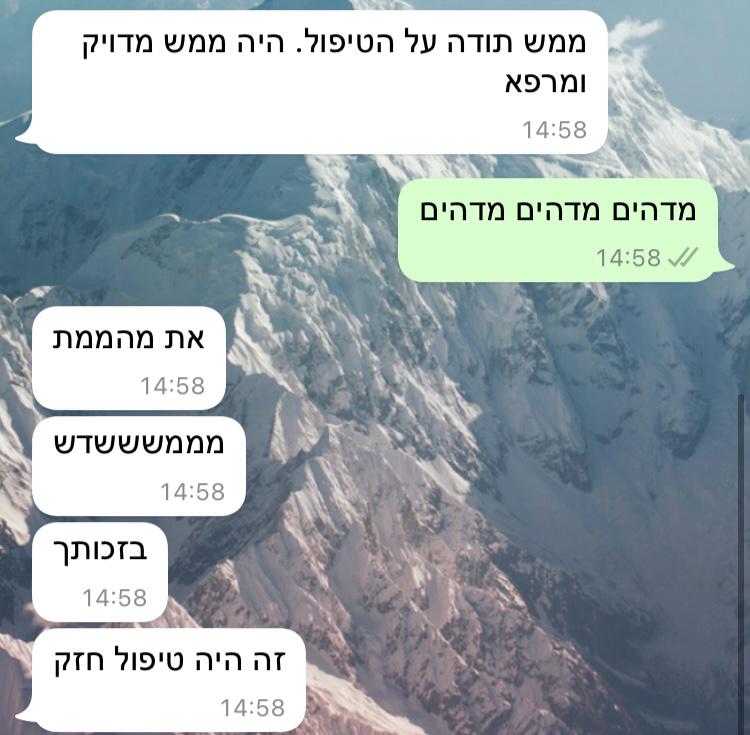 ממש תודה על הטיפול. היה ממש מדויק
ומרפא
14:58
מדהים מדהים מדהים
14:58
את מהממת
14:58
מממשששדש
14:58
בזכותך
14:58
זה היה טיפול חזק
14:58